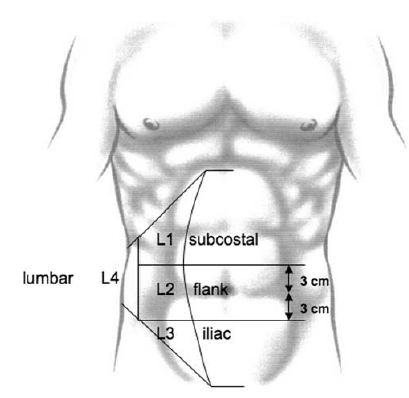 L1 subcostal
lumbar L4
L2 flank
3 cm
3 cm
L3 iliac